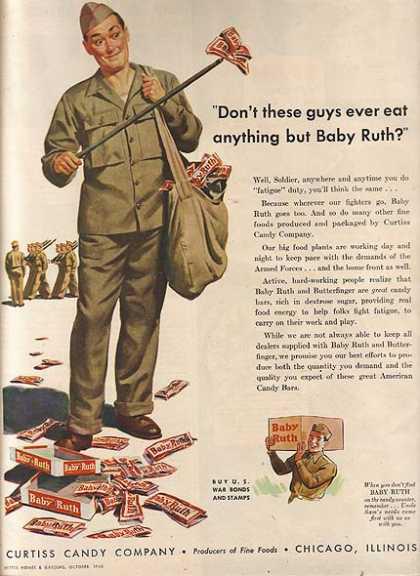 "Don't these guys ever eat
anything but Baby Ruth?"
Well, Soldier, anywhere and anytime you do
"fatigue" duty, you'll think the same . . .
Because wherever our fighters go, Baby
Ruth goes too. And so do many other fine
foods produced and packaged by Curtiss
Candy Company.
Our big food plants are working day and
night to keep pace with the demands of the
Armed Forces . . . and the home front as well.
Active, hard-working people realize that
Baby Ruth and Butterfinger are great candy
bars, rich in dextrose sugar, providing real
food energy to help folks fight fatigue, to
carry on their work and play.
While we are not always able to keep all
dealers supplied with Baby Ruth and Butter-
finger, we promise you our best efforts to pro-
duce both the quantity you demand and the
quality you expect of these great American
Candy Bars.
Baby Ruth
Baby Ruth
Baby Ruth
Baby
Ruth
BUY U. S.
WAR BONDS
AND STAMPS
When you don't find
BABY RUTH
on the candy counter,
remember . . . Uncle
Sam's needs come
first with us as
with you.
CURTISS CANDY COMPANY • Producers of Fine Foods • CHICAGO, ILLINOIS
BETTER HOMES & GARDENS, OCTOBER,